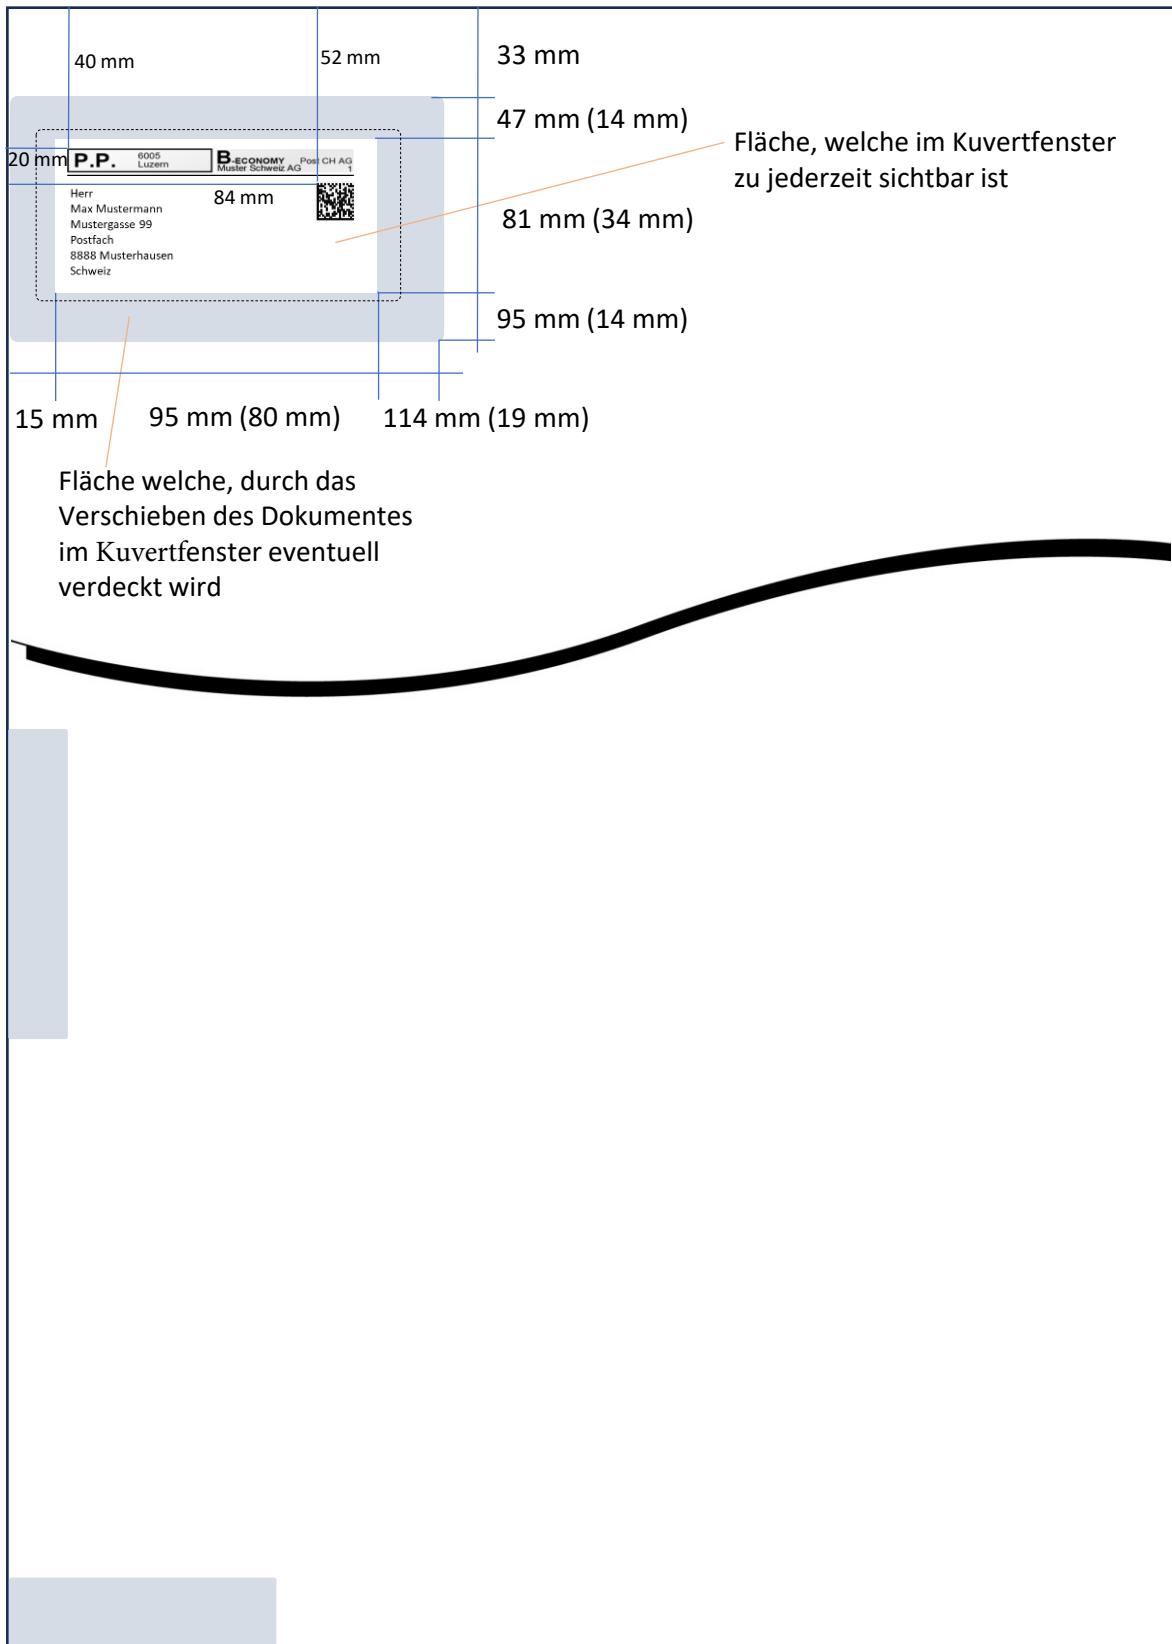 40 mm
52 mm
33 mm
47 mm (14 mm)
20 mm
P.P.
6005
Luzern
B-ECONOMY Post CH AG
Muster Schweiz AG 1
Fläche, welche im Kuvertfenster
zu jederzeit sichtbar ist
84 mm
Herr
Max Mustermann
Mustergasse 99
Postfach
8888 Musterhausen
Schweiz
81 mm (34 mm)
95 mm (14 mm)
15 mm
95 mm (80 mm)
114 mm (19 mm)
Fläche welche, durch das
Verschieben des Dokumentes
im Kuvertfenster eventuell
verdeckt wird